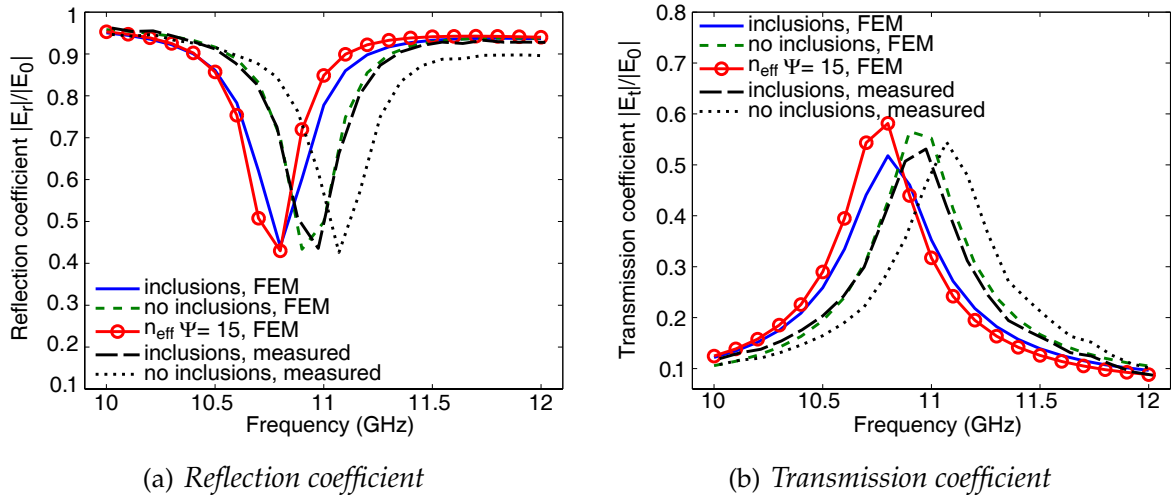 1
0.9
0.8
0.7
0.6
0.5
0.4
0.3
0.2
0.1
Reflection coefficient |E_r|/|E_0|
inclusions, FEM
no inclusions, FEM
n_eff Ψ= 15, FEM
inclusions, measured
no inclusions, measured
10 10.5 11 11.5 12
Frequency (GHz)
(a) Reflection coefficient
0.8
0.7
0.6
0.5
0.4
0.3
0.2
0.1
Transmission coefficient |E_t|/|E_0|
inclusions, FEM
no inclusions, FEM
n_eff Ψ= 15, FEM
inclusions, measured
no inclusions, measured
10 10.5 11 11.5 12
Frequency (GHz)
(b) Transmission coefficient